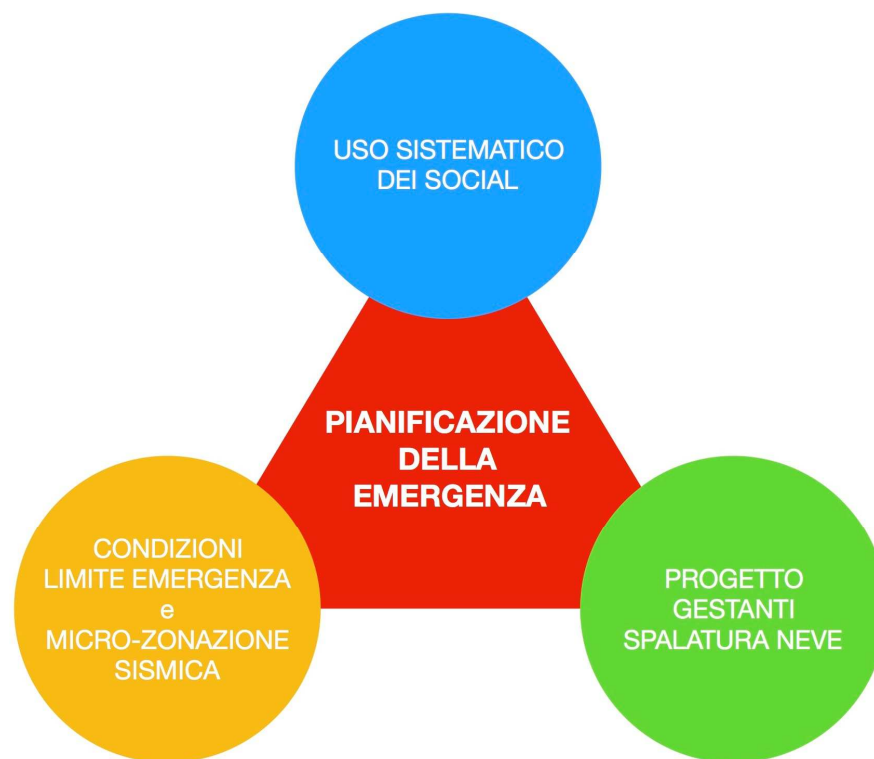 USO SISTEMATICO
DEI SOCIAL
PIANIFICAZIONE
DELLA
EMERGENZA
CONDIZIONI
LIMITE EMERGENZA
e
MICRO-ZONAZIONE
SISMICA
PROGETTO
GESTANTI
SPALATURA NEVE